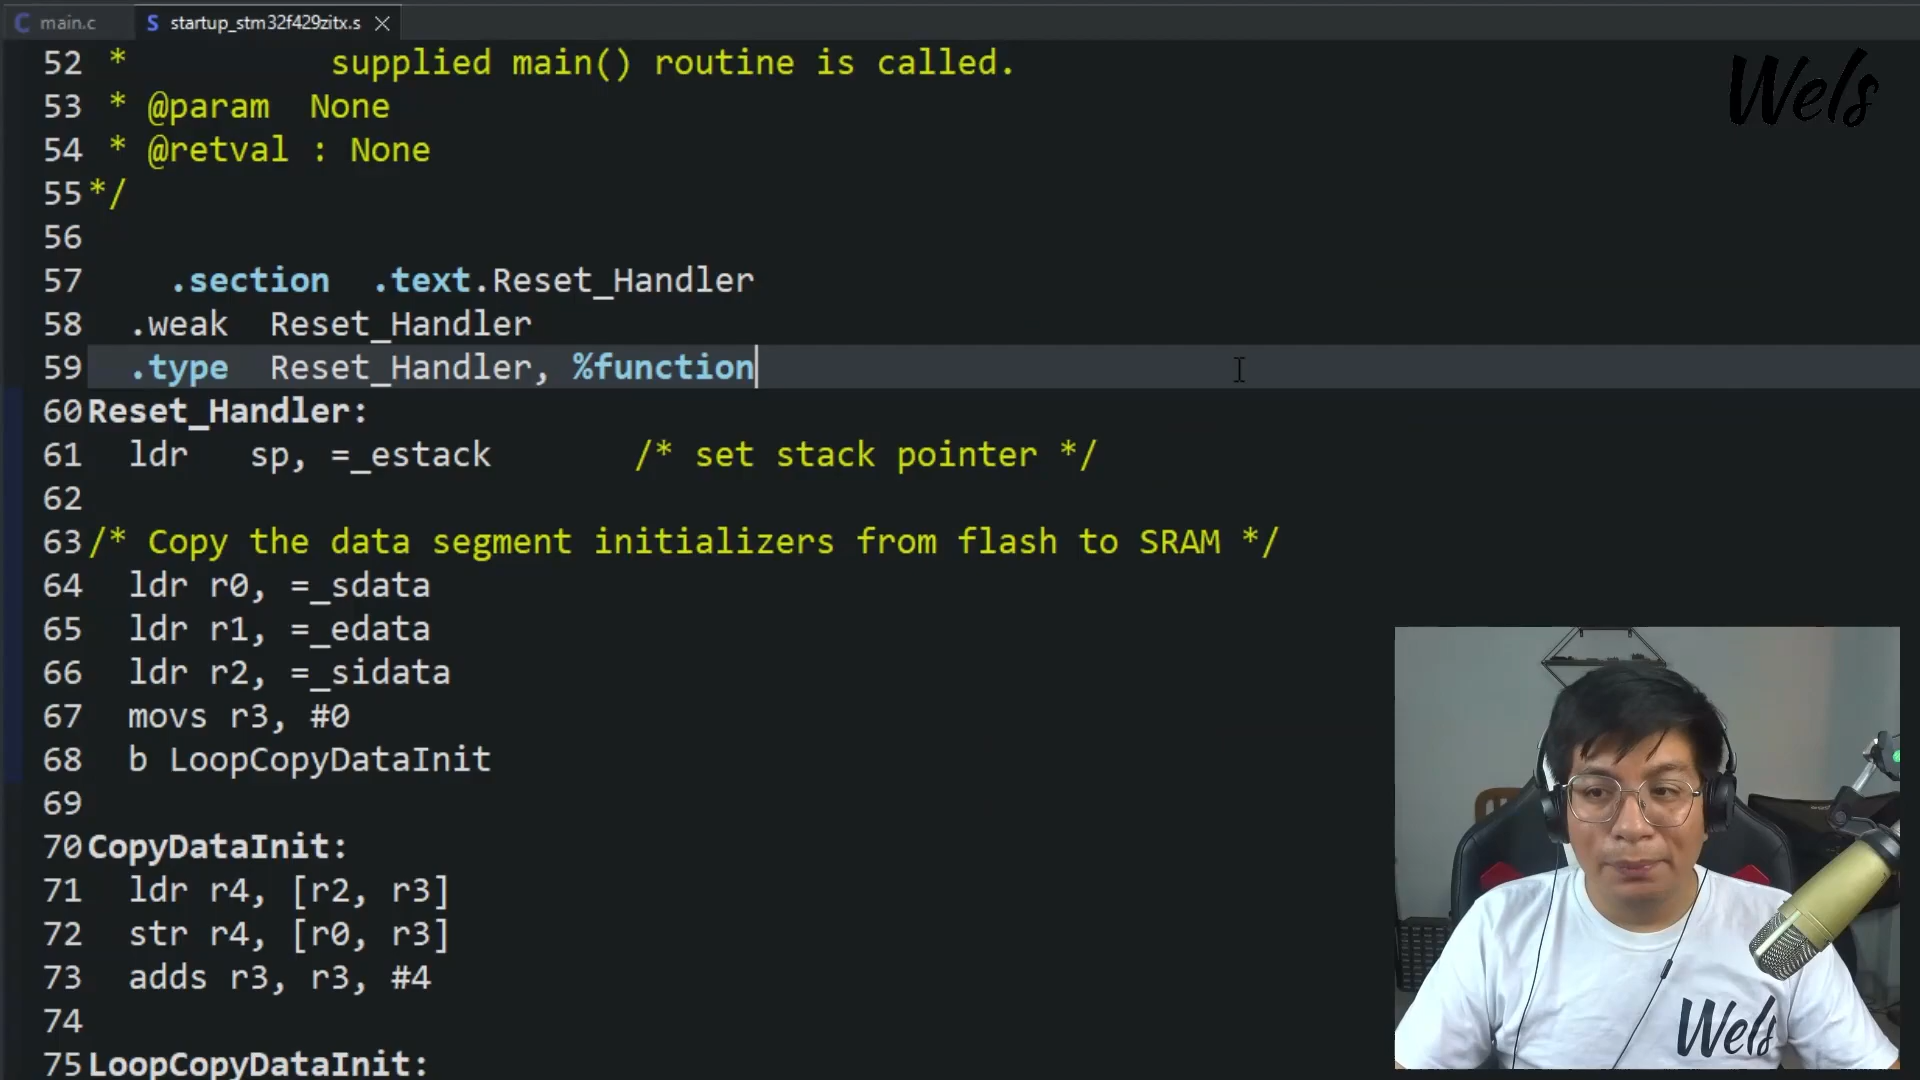 main.c
startup_stm32f429zitx.s
52 * supplied main() routine is called.
53 * @param None
54 * @retval : None
55 */
56
57 .section .text.Reset_Handler
58 .weak Reset_Handler
59 .type Reset_Handler, %function
60 Reset_Handler:
61 ldr sp, =_estack /* set stack pointer */
62
63 /* Copy the data segment initializers from flash to SRAM */
64 ldr r0, =_sdata
65 ldr r1, =_edata
66 ldr r2, =_sidata
67 movs r3, #0
68 b LoopCopyDataInit
69
70 CopyDataInit:
71 ldr r4, [r2, r3]
72 str r4, [r0, r3]
73 adds r3, r3, #4
74
75 LoopCopyDataInit:
Wels
Wels